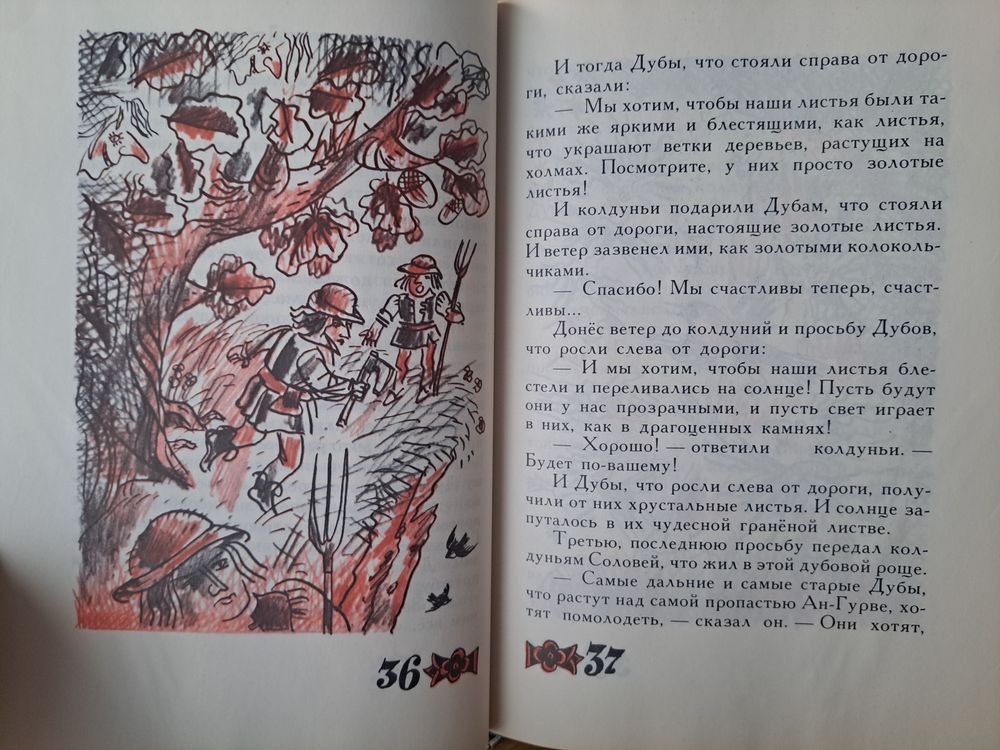 36
И тогда Дубы, что стояли справа от доро-
ги, сказали:
— Мы хотим, чтобы наши листья были та-
кими же яркими и блестящими, как листья,
что украшают ветки деревьев, растущих на
холмах. Посмотрите, у них просто золотые
листья!
И колдуньи подарили Дубам, что стояли
справа от дороги, настоящие золотые листья.
И ветер зазвенел ими, как золотыми колоколь-
чиками.
— Спасибо! Мы счастливы теперь, счаст-
ливы...
Донёс ветер до колдуний и просьбу Дубов,
что росли слева от дороги:
— И мы хотим, чтобы наши листья блес-
тели и переливались на солнце! Пусть будут
они у нас прозрачными, и пусть свет играет
в них, как в драгоценных камнях!
— Хорошо! — ответили колдуньи. —
Будет по-вашему!
И Дубы, что росли слева от дороги, полу-
чили от них хрустальные листья. И солнце за-
путалось в их чудесной гранёной листве.
Третью, последнюю просьбу передал кол-
дуньям Соловей, что жил в этой дубовой роще.
— Самые дальние и самые старые Дубы,
что растут над самой пропастью Ан-Гурве, хо-
тят помолодеть, — сказал он. — Они хотят,
37